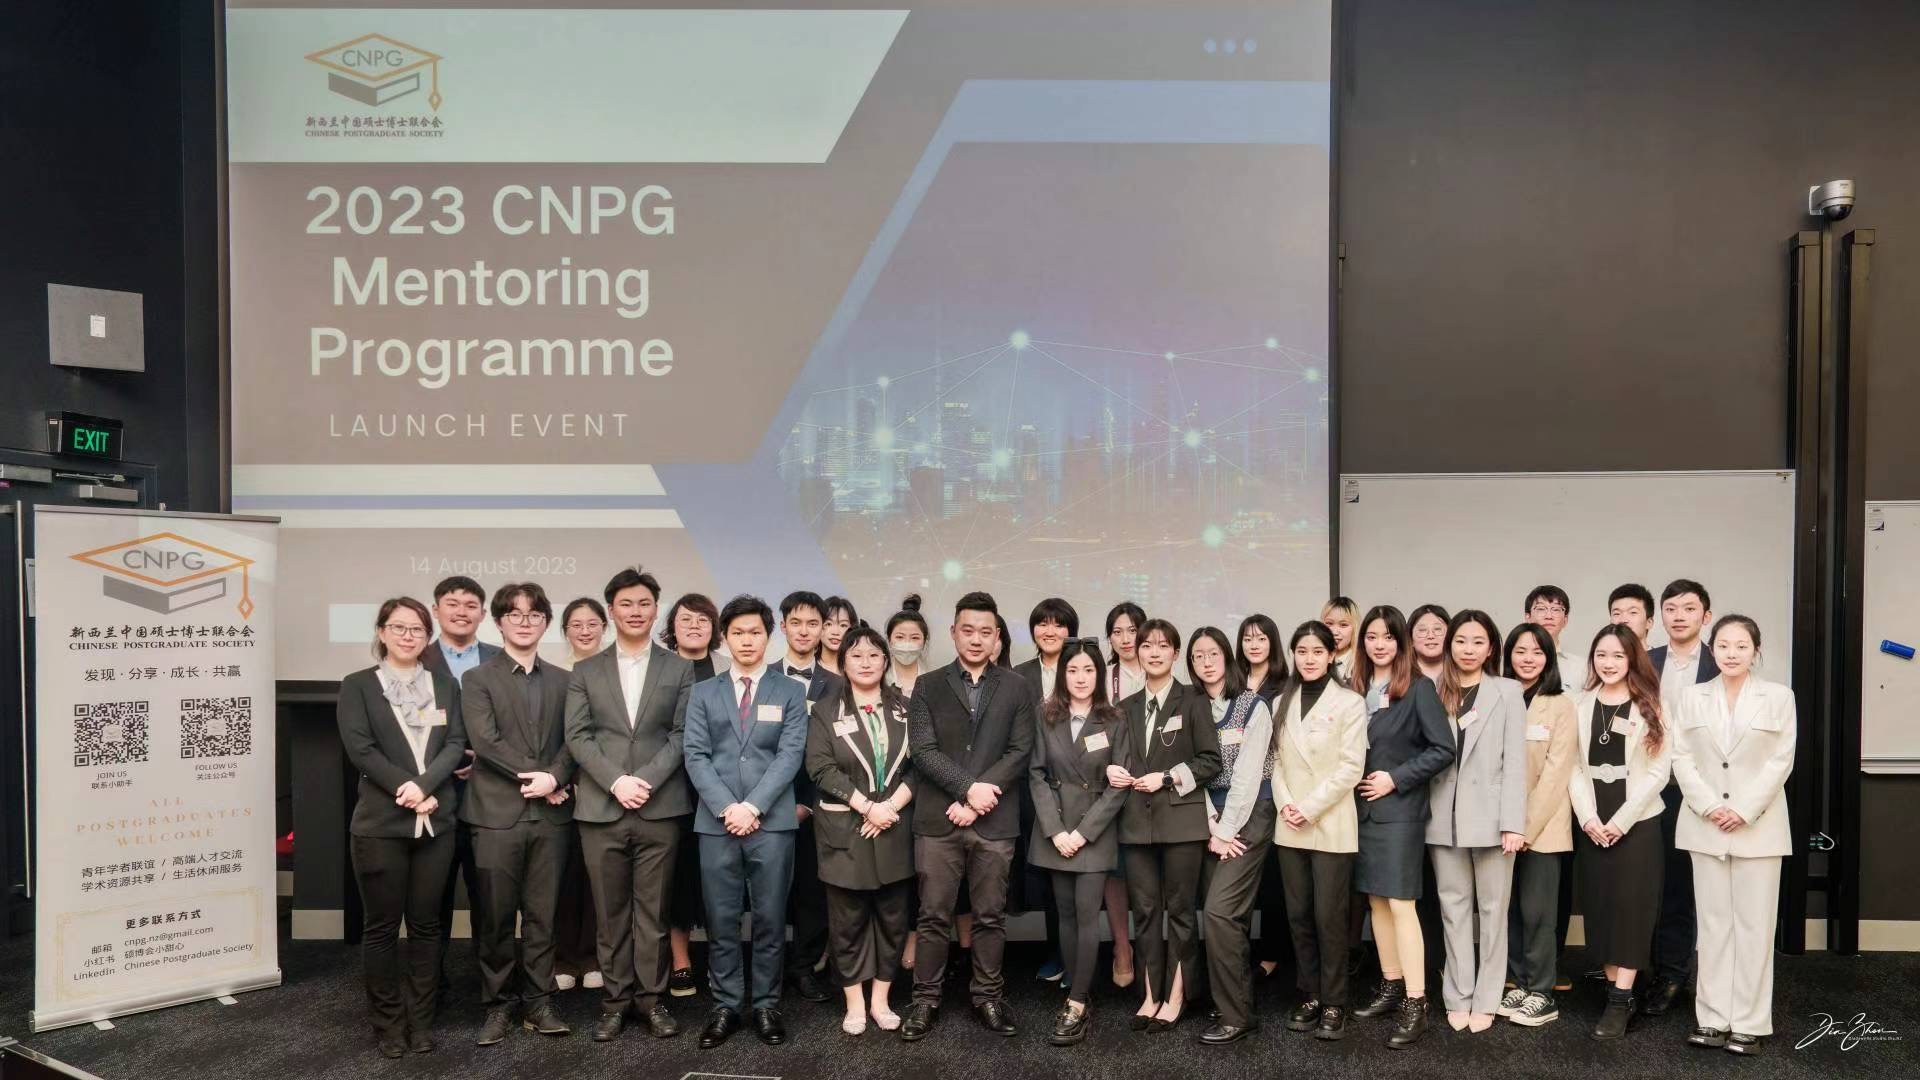 CNPG
新西兰中国硕士博士联合会
CHINESE POSTGRADUATE SOCIETY
2023 CNPG
Mentoring
Programme
LAUNCH EVENT
14 August 2023
EXIT
CNPG
新西兰中国硕士博士联合会
CHINESE POSTGRADUATE SOCIETY
发现·分享·成长·共赢
JOIN US
联系小助手
FOLLOW US
关注公众号
ALL
POSTGRADUATES
WELCOME
青年学者联谊 / 高端人才交流
学术资源共享 / 生活休闲服务
更多联系方式
邮箱 cnpg.nz@gmail.com
小红书 硕博会小甜心
LinkedIn Chinese Postgraduate Society